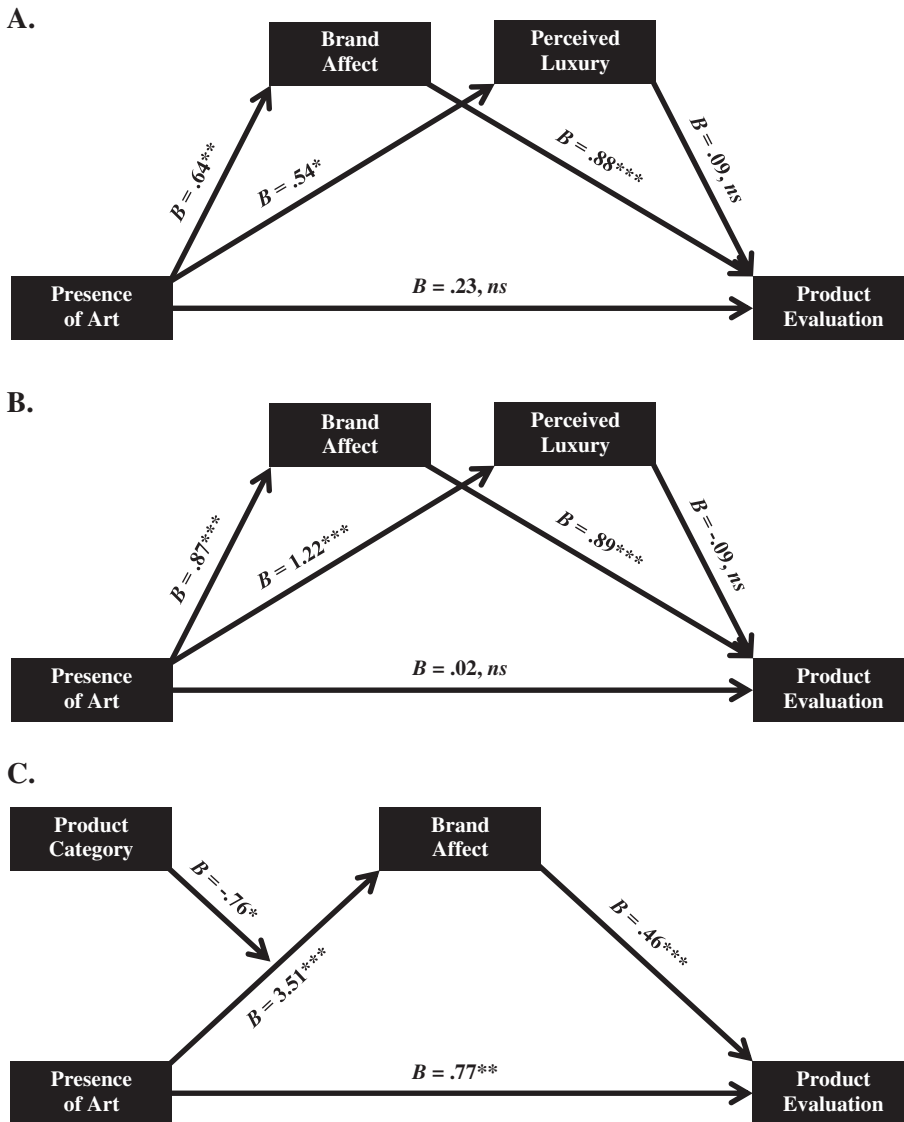 A.
Brand
Affect
Perceived
Luxury
B = .64**
B = .54*
B = .88***
B = .09, ns
B = .23, ns
Presence
of Art
Product
Evaluation
B.
Brand
Affect
Perceived
Luxury
B = .87***
B = 1.22***
B = .89***
B = -.09, ns
B = .02, ns
Presence
of Art
Product
Evaluation
C.
Product
Category
Brand
Affect
B = -.76*
B = 3.51***
B = .46***
B = .77**
Presence
of Art
Product
Evaluation